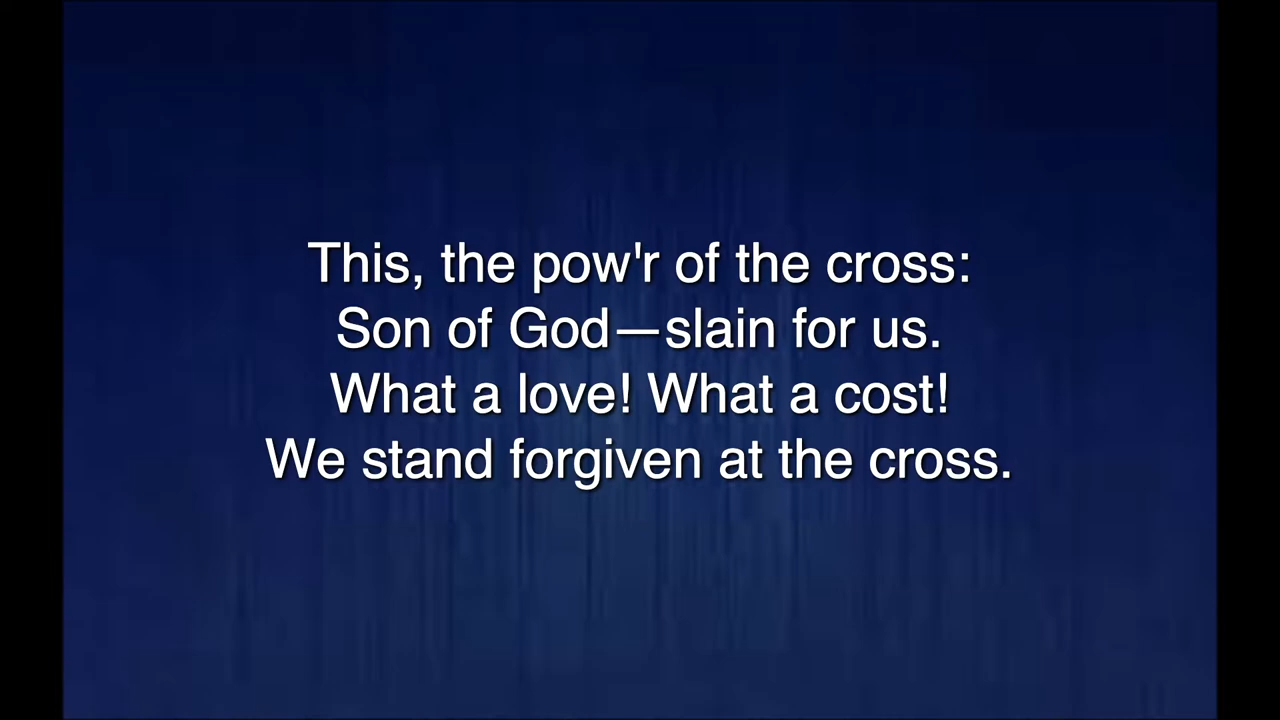 This, the pow'r of the cross:
Son of God—slain for us.
What a love! What a cost!
We stand forgiven at the cross.